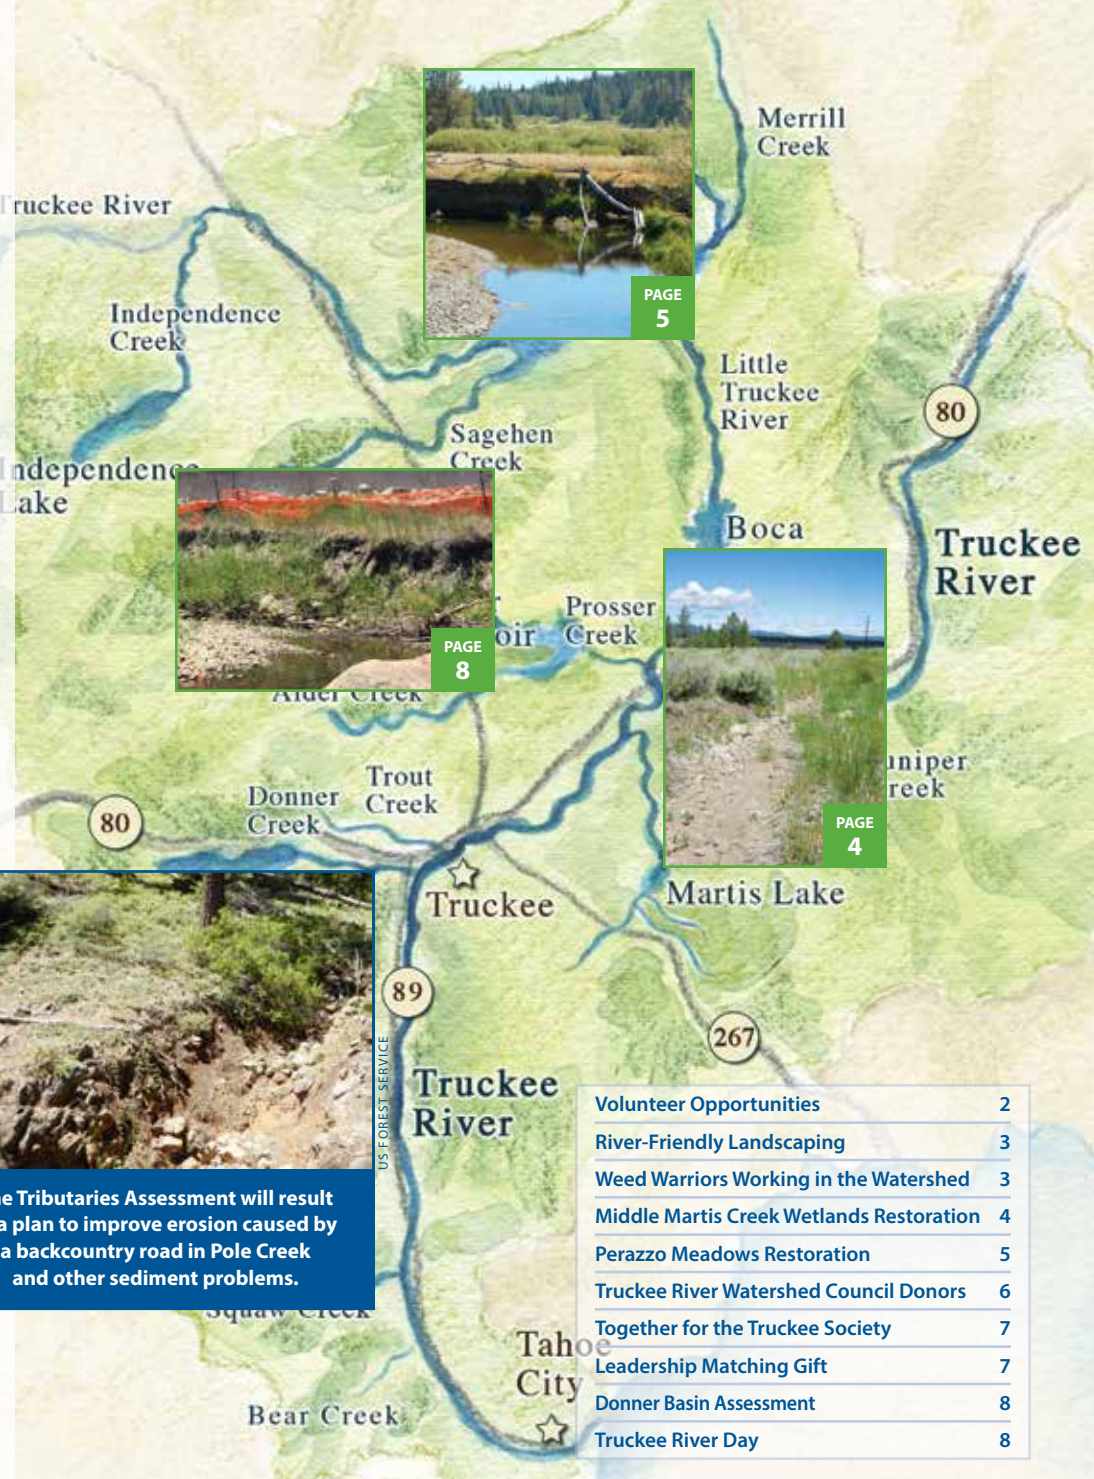 Merrill
Creek
Truckee River
Independence
Creek
PAGE
5
Little
Truckee
River
80
Sagehen
Creek
Independence
Lake
Boca
Truckee
River
Prosser
Creek
PAGE
8
Alder Creek
Trout
Creek
Donner
Creek
80
PAGE
4
Truckee
Martis Lake
89
267
US FOREST SERVICE
Truckee
River
Tributaries Assessment will result
a plan to improve erosion caused by
a backcountry road in Pole Creek
and other sediment problems.
Squaw Creek
Tahoe
City
Bear Creek
Volunteer Opportunities 2
River-Friendly Landscaping 3
Weed Warriors Working in the Watershed 3
Middle Martis Creek Wetlands Restoration 4
Perazzo Meadows Restoration 5
Truckee River Watershed Council Donors 6
Together for the Truckee Society 7
Leadership Matching Gift 7
Donner Basin Assessment 8
Truckee River Day 8